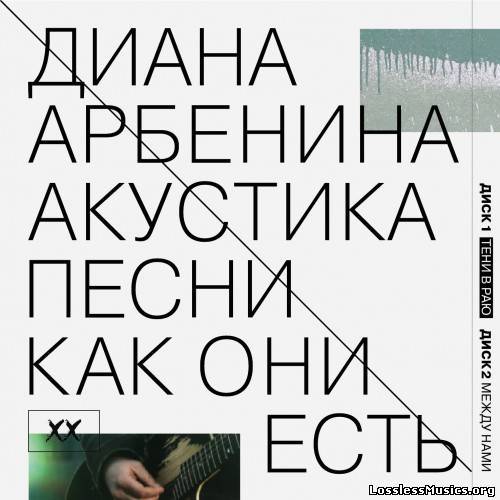 ДИАНА
АРБЕНИНА
АКУСТИКА
ПЕСНИ
КАК ОНИ
ЕСТЬ
ДИСК 1 ТЕНИ В РАЮ
ДИСК 2 МЕЖДУ НАМИ
XX
LosslessMusics.org